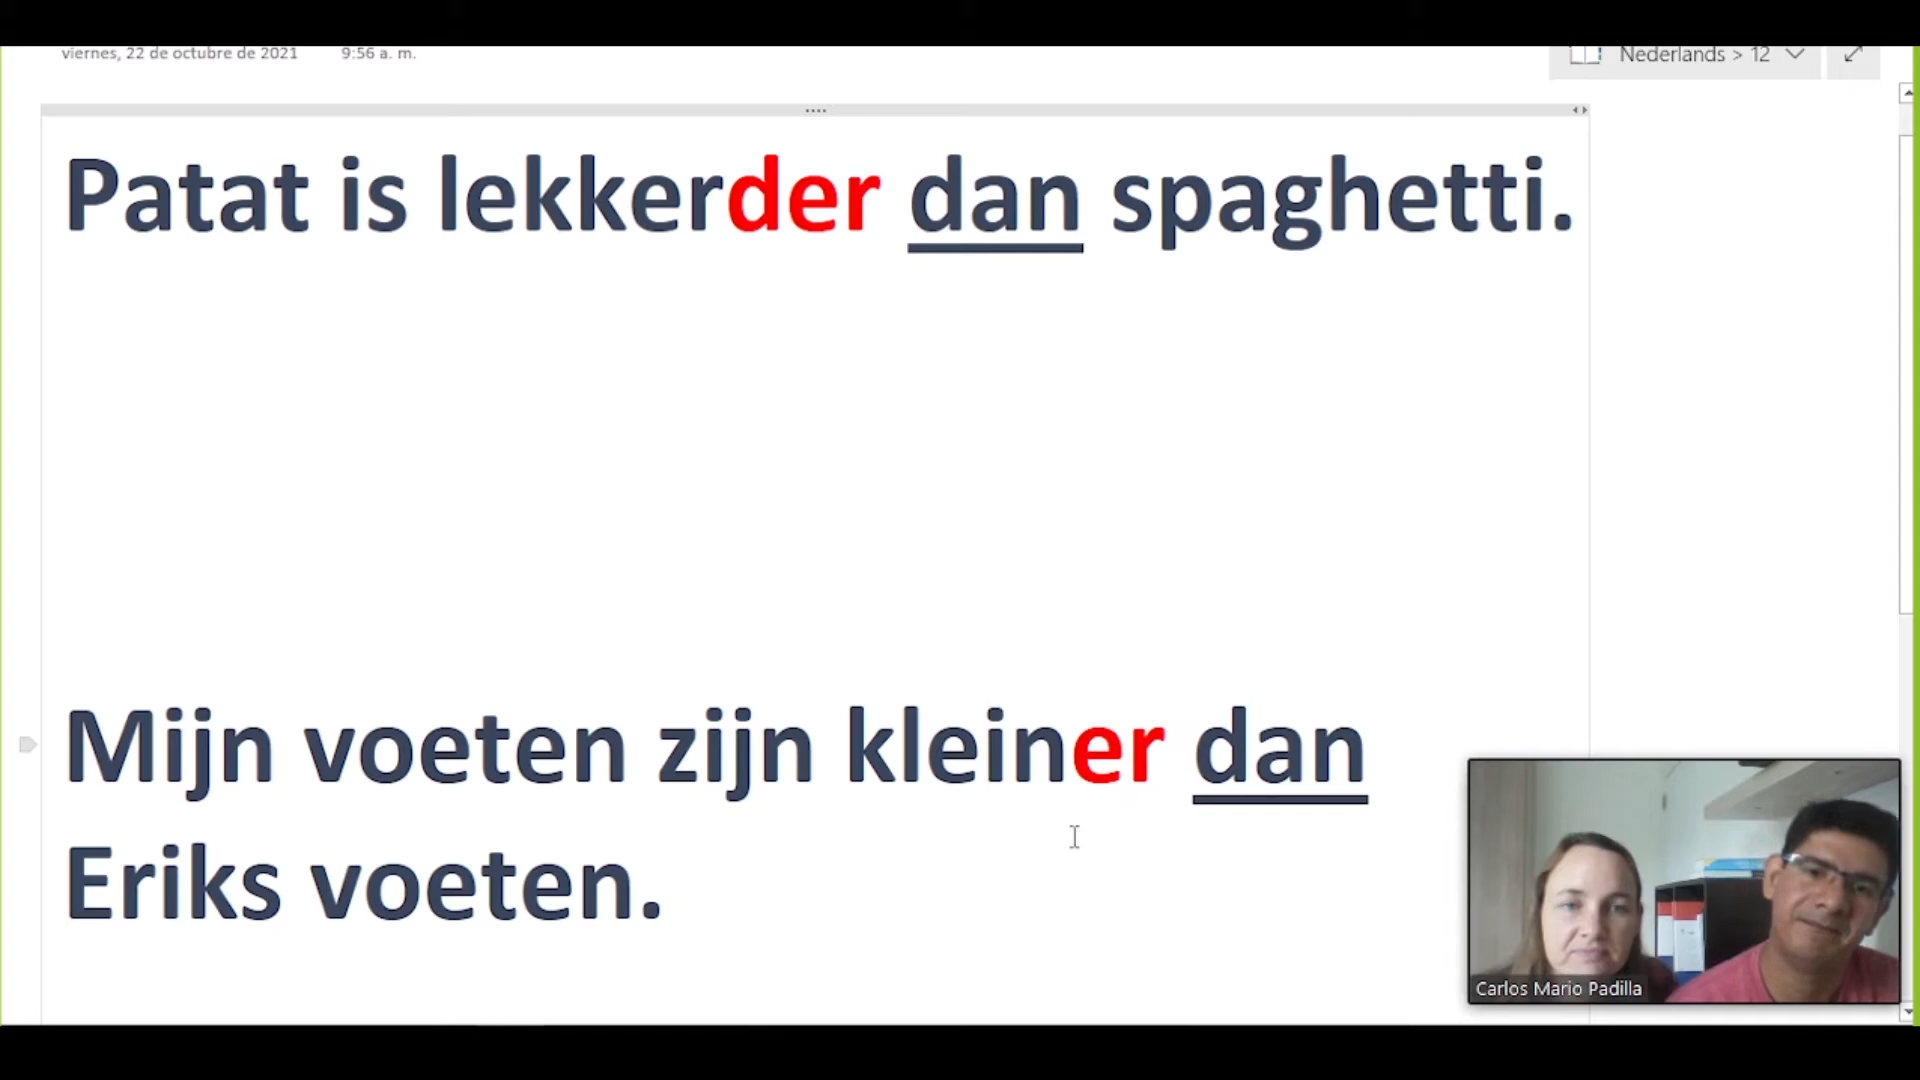 viernes, 22 de octubre de 2021 9:56 a. m.
Nederlands > 12
Patat is lekkerder dan spaghetti.
Mijn voeten zijn kleiner dan
Eriks voeten.
Carlos Mario Padilla